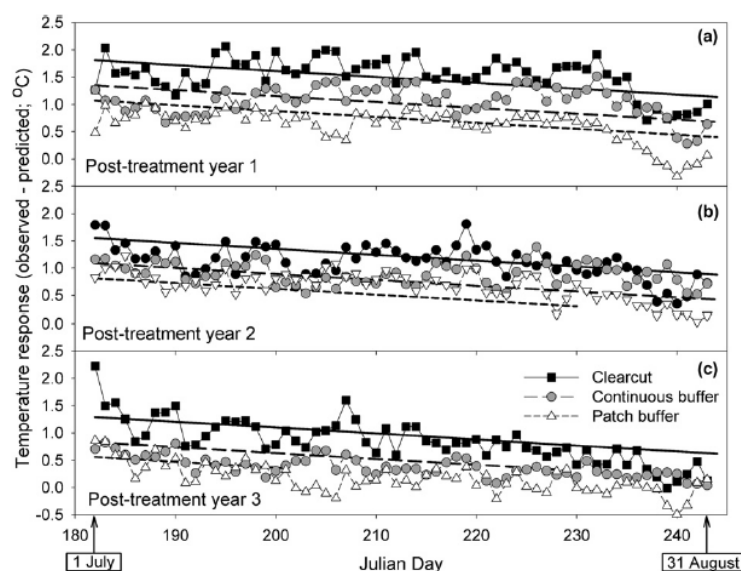 Temperature response (observed - predicted; °C)
2.5
2.0
1.5
1.0
0.5
0.0
(a)
Post-treatment year 1
2.5
2.0
1.5
1.0
0.5
0.0
(b)
Post-treatment year 2
2.5
2.0
1.5
1.0
0.5
0.0
-0.5
(c)
Clearcut
Continuous buffer
Patch buffer
Post-treatment year 3
180 190 200 210 220 230 240
1 July
Julian Day
31 August